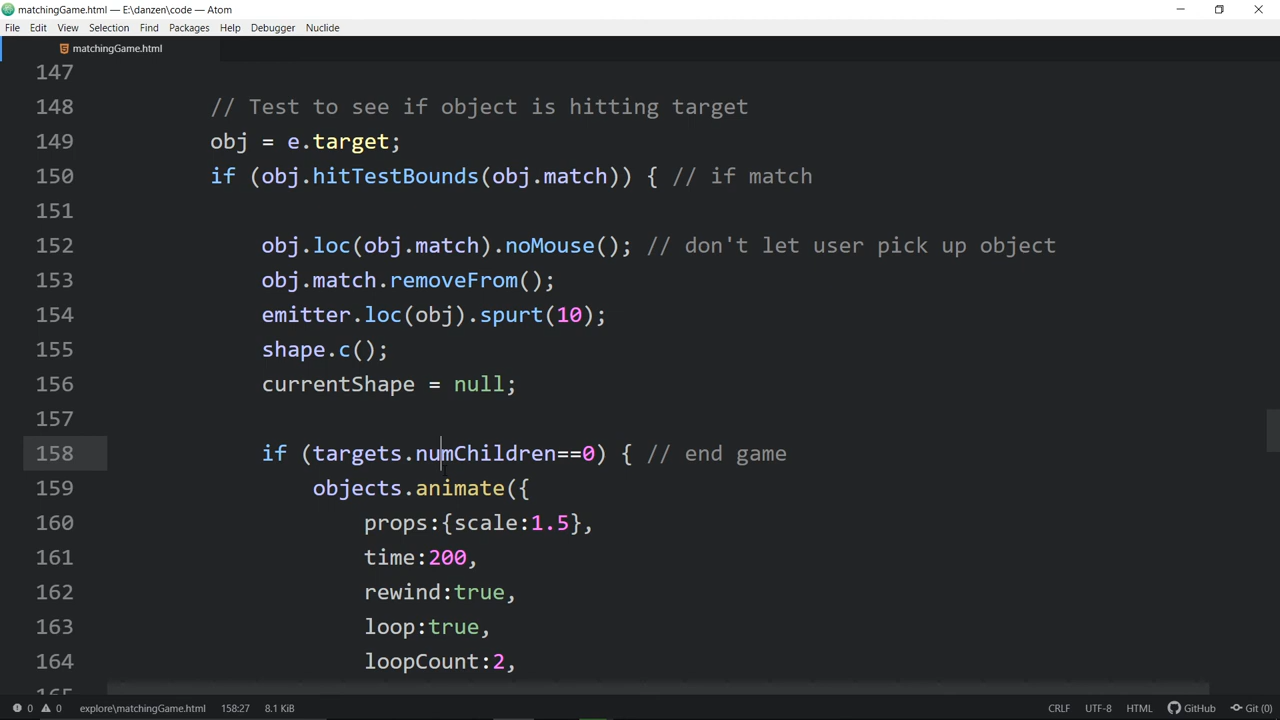 matchingGame.html — E:\danzen\code — Atom
File Edit View Selection Find Packages Help Debugger Nuclide
matchingGame.html
147
148 // Test to see if object is hitting target
149 obj = e.target;
150 if (obj.hitTestBounds(obj.match)) { // if match
151
152 obj.loc(obj.match).noMouse(); // don't let user pick up object
153 obj.match.removeFrom();
154 emitter.loc(obj).spurt(10);
155 shape.c();
156 currentShape = null;
157
158 if (targets.numChildren==0) { // end game
159 objects.animate({
160 props:{scale:1.5},
161 time:200,
162 rewind:true,
163 loop:true,
164 loopCount:2,
0 0 explore\matchingGame.html 158:27 8.1 KiB CRLF UTF-8 HTML GitHub Git (0)